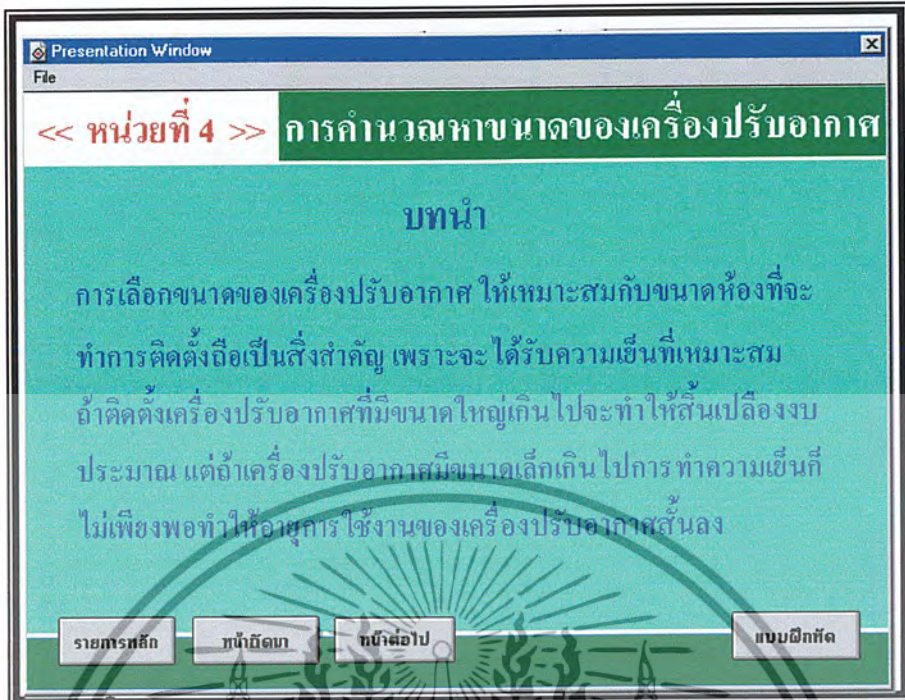 Presentation Window
File
<< หน่วยที่ 4 >> การคำนวณหาขนาดของเครื่องปรับอากาศ
บทนำ
การเลือกขนาดของเครื่องปรับอากาศ ให้เหมาะสมกับขนาดห้องที่จะ
ทำการติดตั้งถือเป็นสิ่งสำคัญ เพราะจะได้รับความเย็นที่เหมาะสม
ถ้าติดตั้งเครื่องปรับอากาศที่มีขนาดใหญ่เกินไปจะทำให้สิ้นเปลืองงบ
ประมาณ แต่ถ้าเครื่องปรับอากาศมีขนาดเล็กเกินไปการทำความเย็นก็
ไม่เพียงพอทำให้อายุการใช้งานของเครื่องปรับอากาศสั้นลง
รายการหลัก หน้าถัดมา หน้าต่อไป แบบฝึกหัด